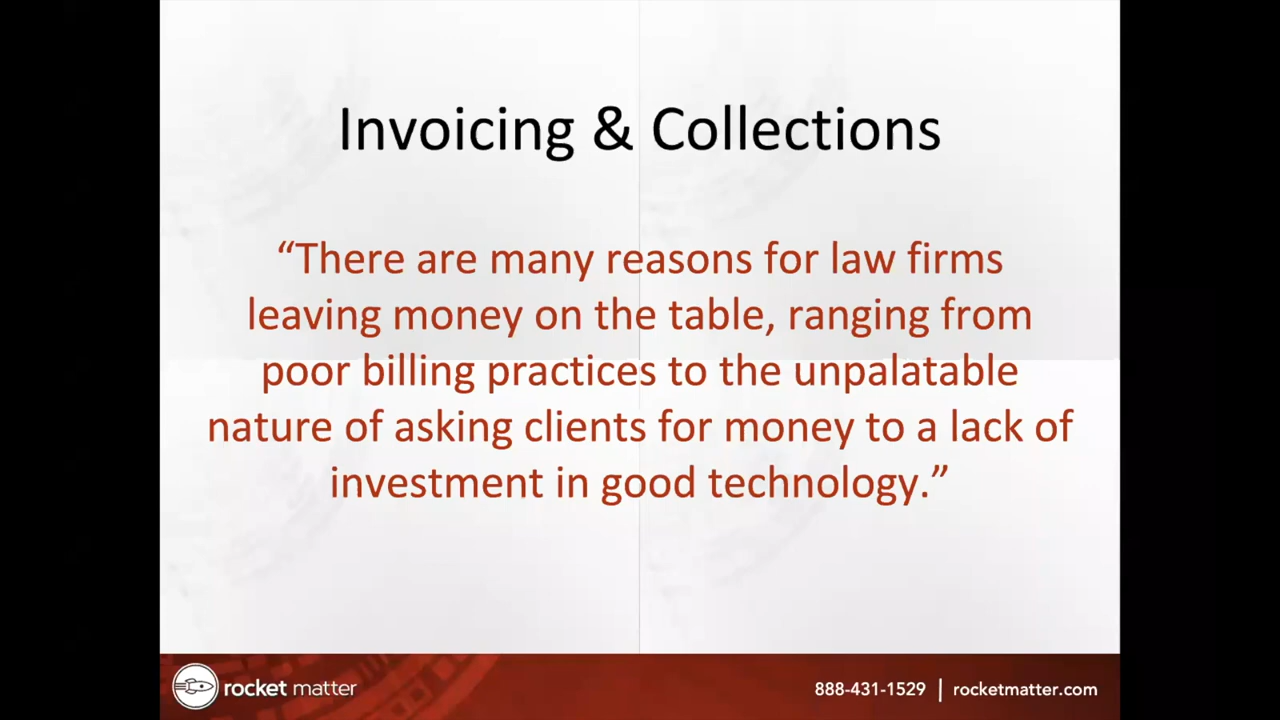 Invoicing & Collections
“There are many reasons for law firms
leaving money on the table, ranging from
poor billing practices to the unpalatable
nature of asking clients for money to a lack of
investment in good technology.”
rocket matter
888-431-1529 | rocketmatter.com